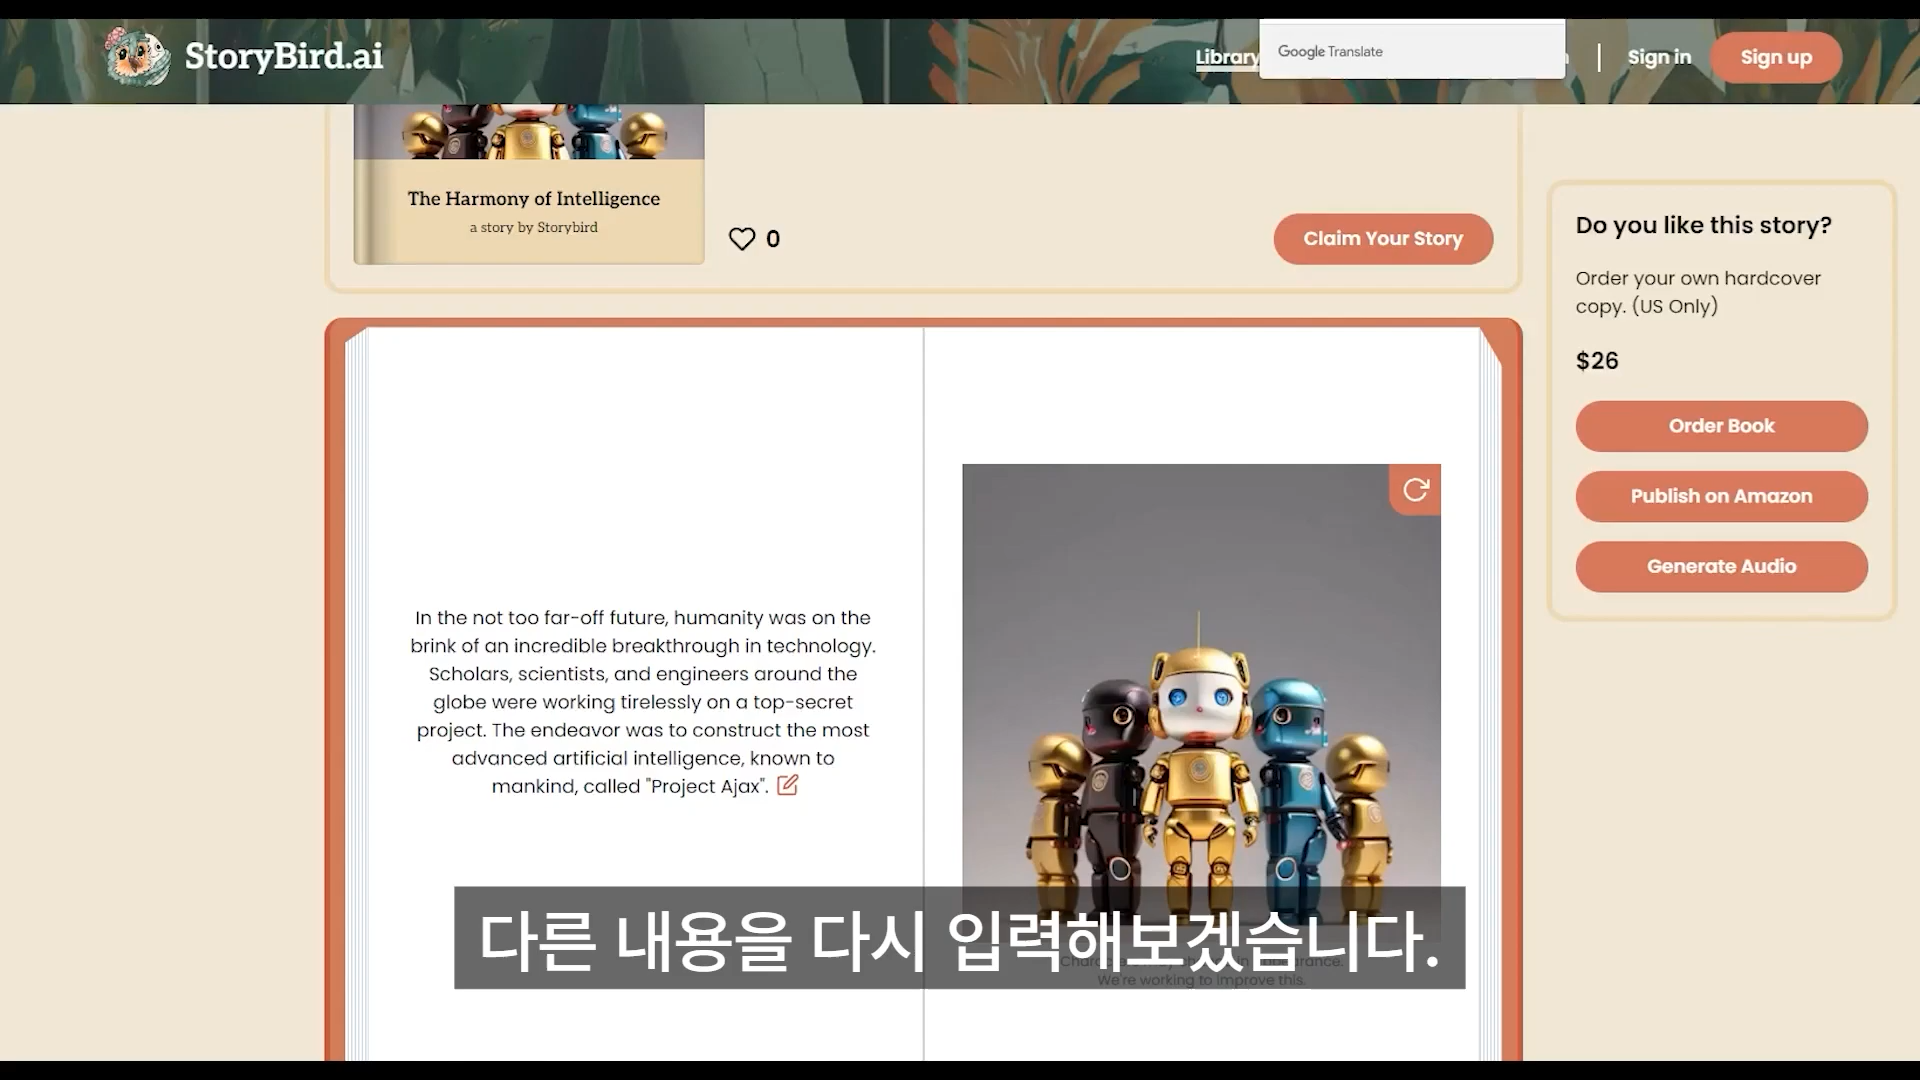 StoryBird.ai
Library
Google Translate
Sign in
Sign up
The Harmony of Intelligence
a story by Storybird
0
Claim Your Story
Do you like this story?
Order your own hardcover
copy. (US Only)
$26
Order Book
Publish on Amazon
Generate Audio
In the not too far-off future, humanity was on the
brink of an incredible breakthrough in technology.
Scholars, scientists, and engineers around the
globe were working tirelessly on a top-secret
project. The endeavor was to construct the most
advanced artificial intelligence, known to
mankind, called "Project Ajax".
다른 내용을 다시 입력해보겠습니다.
We're working to improve this.